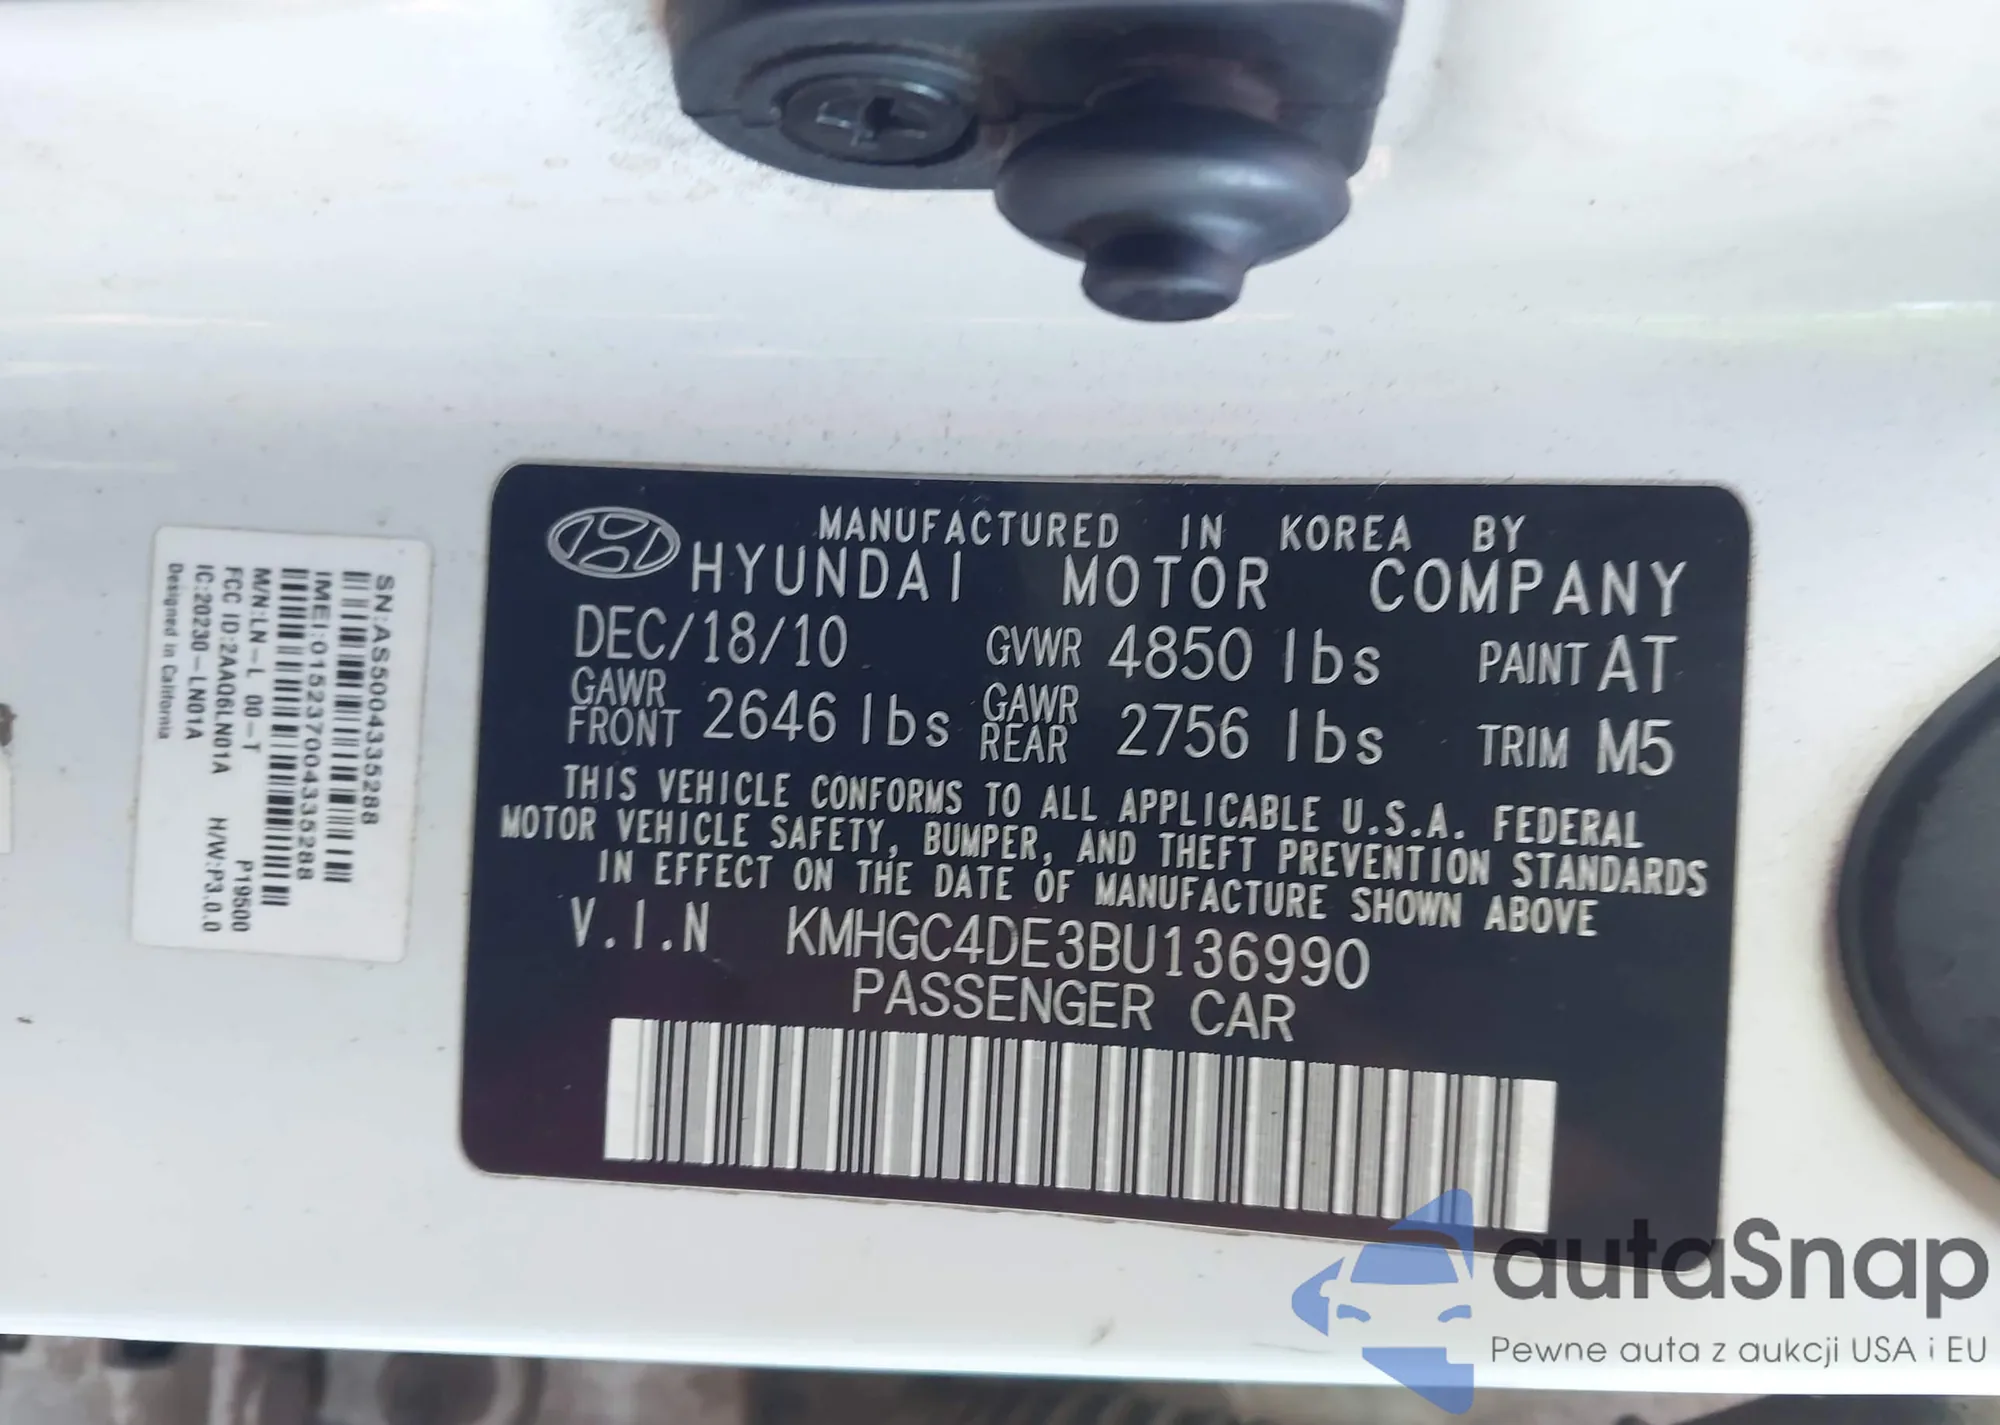 MANUFACTURED IN KOREA BY
HYUNDAI MOTOR COMPANY
DEC/18/10 GVWR 4850 lbs PAINT AT
GAWR FRONT 2646 lbs GAWR REAR 2756 lbs TRIM M5
THIS VEHICLE CONFORMS TO ALL APPLICABLE U.S.A. FEDERAL
MOTOR VEHICLE SAFETY, BUMPER, AND THEFT PREVENTION STANDARDS
IN EFFECT ON THE DATE OF MANUFACTURE SHOWN ABOVE
V.I.N KMHGC4DE3BU136990
PASSENGER CAR
SN:AS5004335288
IMEI:015237004335288
M/N:LN-L 00-T P19500
FCC ID:2AAQ6LN01A H/W:P3.0.0
IC:20230-LN01A
Designed in California
autaSnap
Pewne auta z aukcji USA i EU